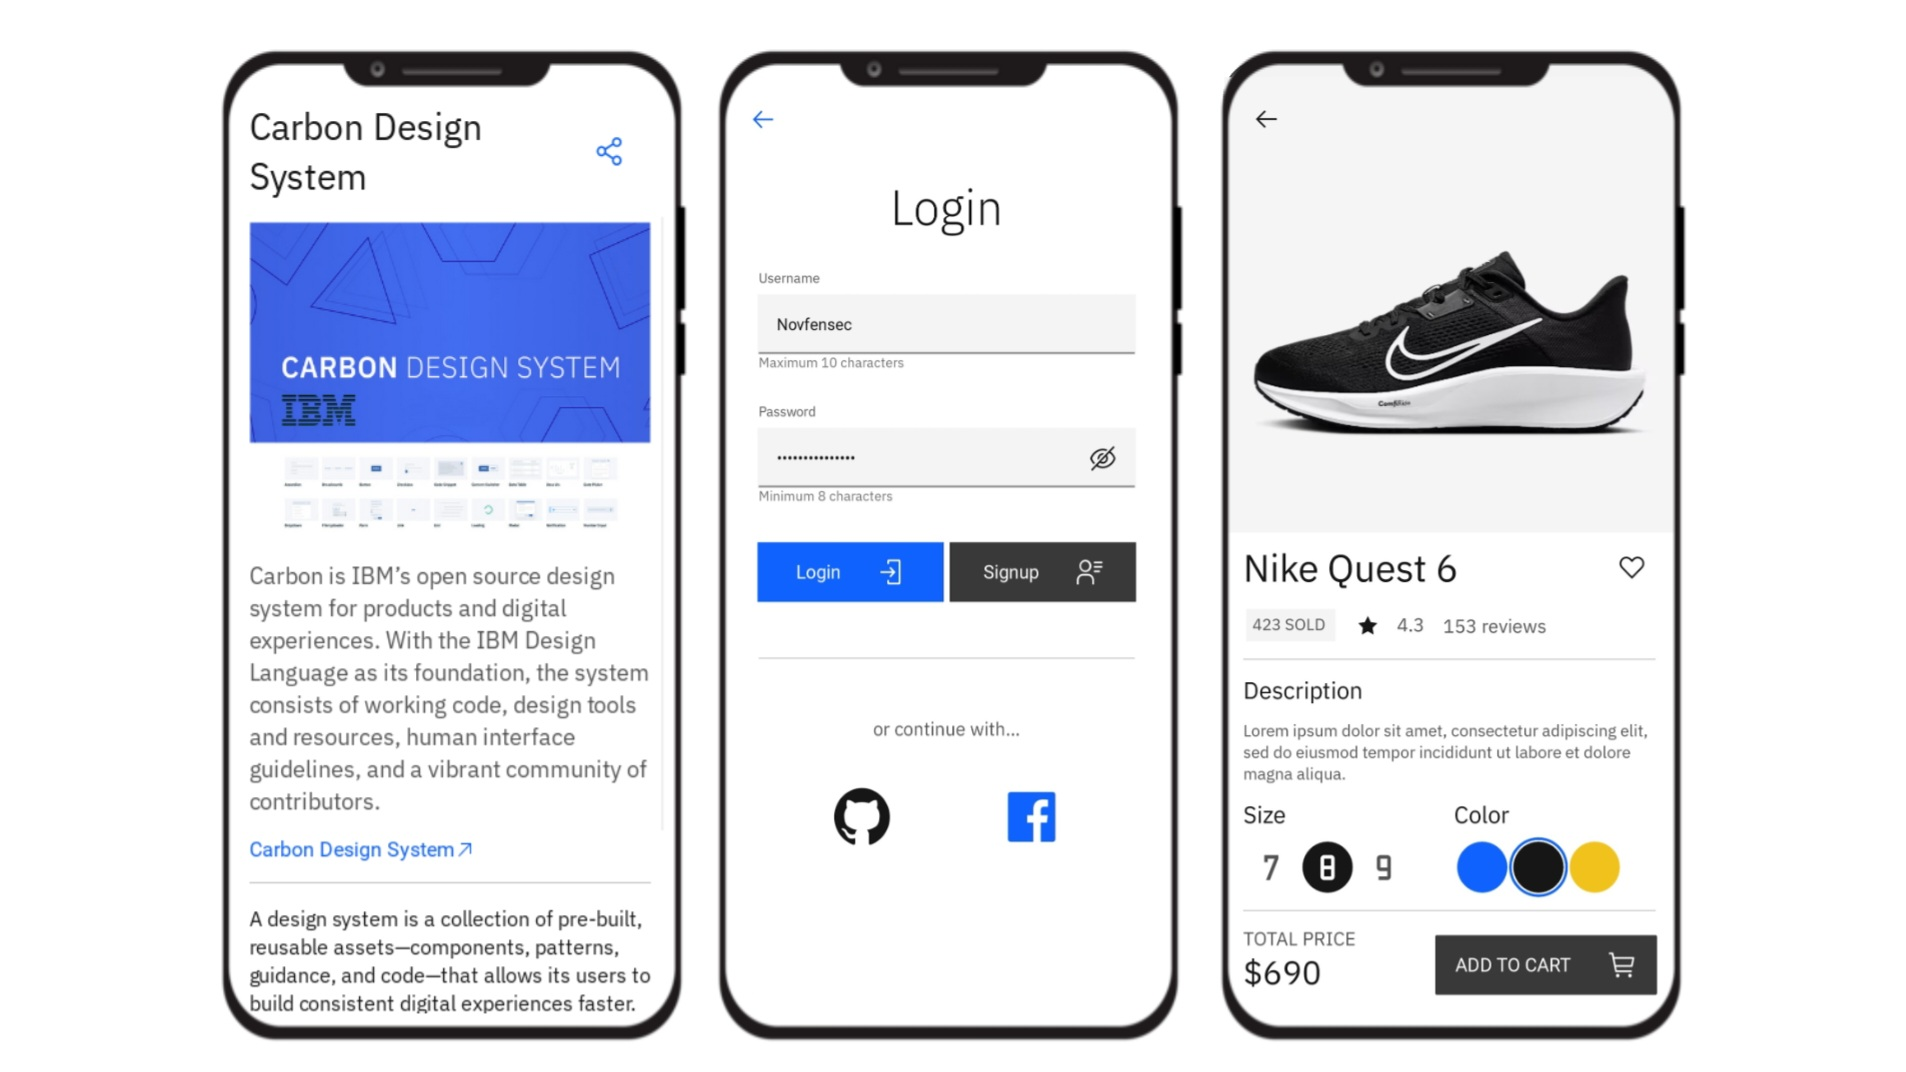 Carbon Design
System
CARBON DESIGN SYSTEM
IBM
Carbon is IBM’s open source design
system for products and digital
experiences. With the IBM Design
Language as its foundation, the system
consists of working code, design tools
and resources, human interface
guidelines, and a vibrant community of
contributors.
Carbon Design System
A design system is a collection of pre-built,
reusable assets—components, patterns,
guidance, and code—that allows its users to
build consistent digital experiences faster.
Login
Username
Novfensec
Maximum 10 characters
Password
Minimum 8 characters
Login
Signup
or continue with...
Nike Quest 6
423 SOLD 4.3 153 reviews
Description
Lorem ipsum dolor sit amet, consectetur adipiscing elit,
sed do eiusmod tempor incididunt ut labore et dolore
magna aliqua.
Size
7 8 9
Color
TOTAL PRICE
$690
ADD TO CART